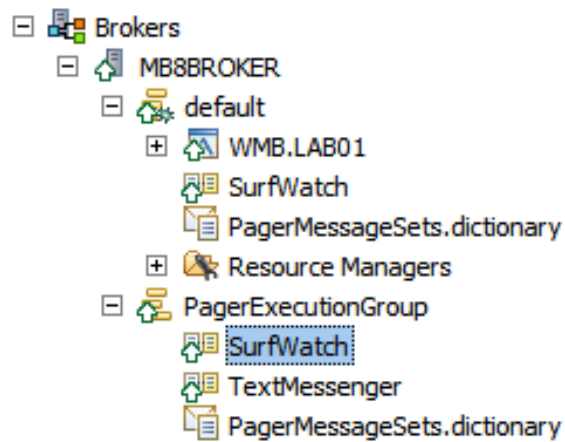 Brokers
MB8BROKER
default
WMB.LAB01
SurfWatch
PagerMessageSets.dictionary
Resource Managers
PagerExecutionGroup
SurfWatch
TextMessenger
PagerMessageSets.dictionary